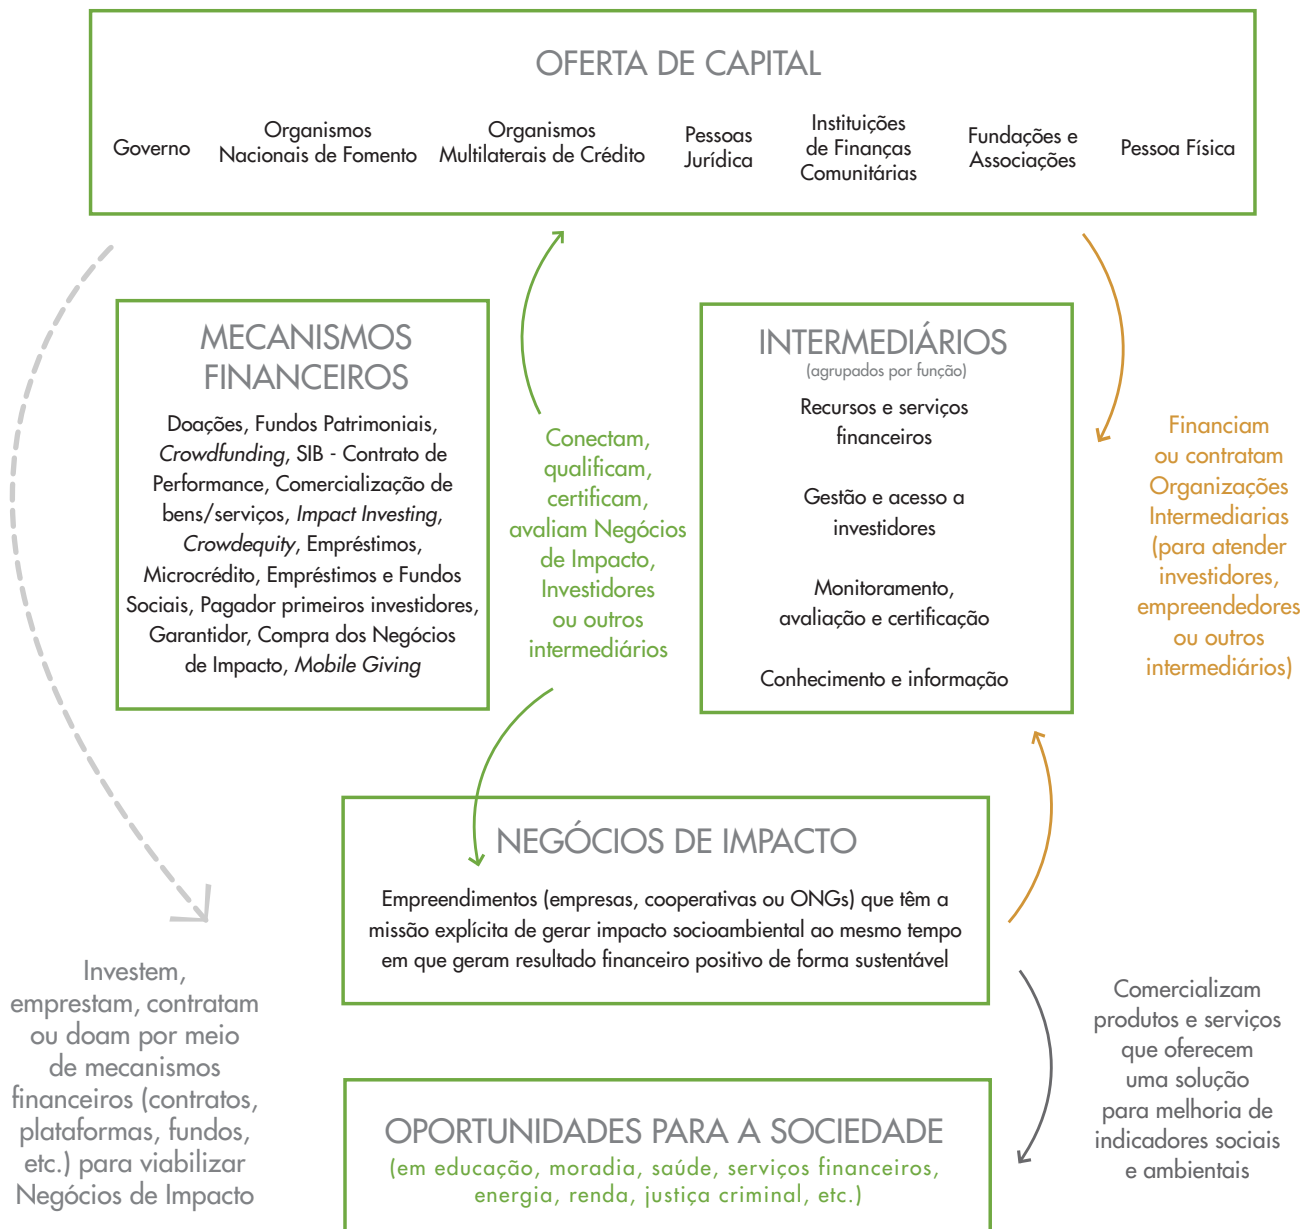 OFERTA DE CAPITAL
Governo
Organismos
Nacionais de Fomento
Organismos
Multilaterais de Crédito
Pessoas
Jurídica
Instituições
de Finanças
Comunitárias
Fundações e
Associações
Pessoa Física
MECANISMOS
FINANCEIROS
Doações, Fundos Patrimoniais,
Crowdfunding, SIB - Contrato de
Performance, Comercialização de
bens/serviços, Impact Investing,
Crowdequity, Empréstimos,
Microcrédito, Empréstimos e Fundos
Sociais, Pagador primeiros investidores,
Garantidor, Compra dos Negócios
de Impacto, Mobile Giving
Conectam,
qualificam,
certificam,
avaliam Negócios
de Impacto,
Investidores
ou outros
intermediários
INTERMEDIÁRIOS
(agrupados por função)
Recursos e serviços
financeiros
Gestão e acesso a
investidores
Monitoramento,
avaliação e certificação
Conhecimento e informação
Financiam
ou contratam
Organizações
Intermediarias
(para atender
investidores,
empreendedores
ou outros
intermediários)
NEGÓCIOS DE IMPACTO
Empreendimentos (empresas, cooperativas ou ONGs) que têm a
missão explícita de gerar impacto socioambiental ao mesmo tempo
em que geram resultado financeiro positivo de forma sustentável
Investem,
emprestam, contratam
ou doam por meio
de mecanismos
financeiros (contratos,
plataformas, fundos,
etc.) para viabilizar
Negócios de Impacto
Comercializam
produtos e serviços
que oferecem
uma solução
para melhoria de
indicadores sociais
e ambientais
OPORTUNIDADES PARA A SOCIEDADE
(em educação, moradia, saúde, serviços financeiros,
energia, renda, justiça criminal, etc.)